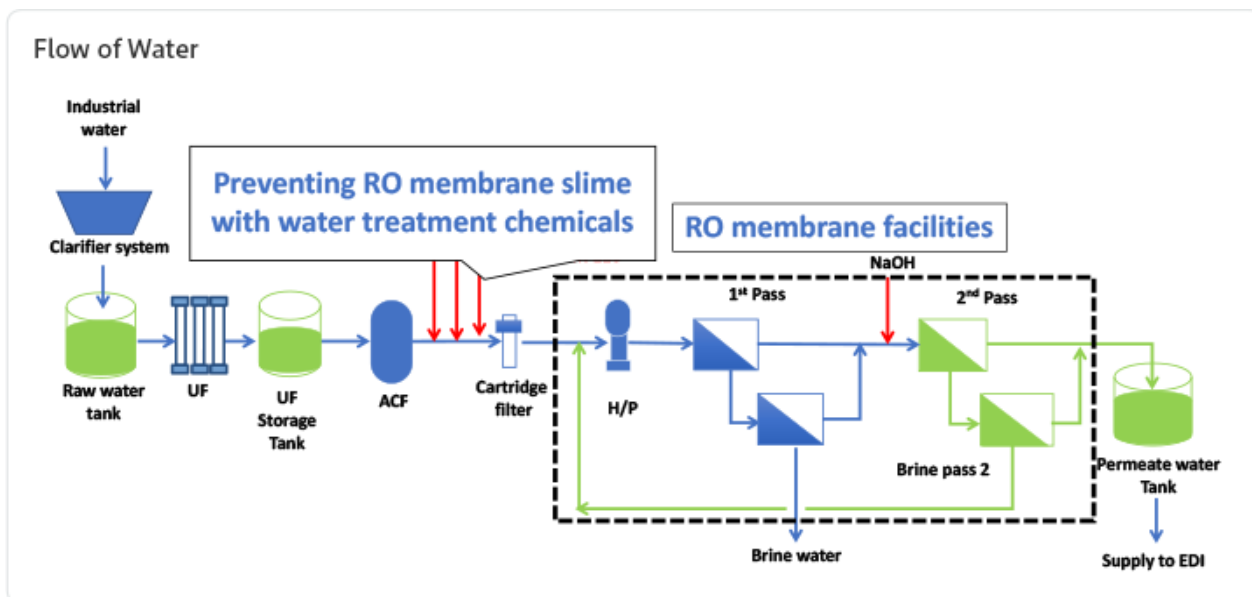 Flow of Water
Industrial
water
Clarifier system
Preventing RO membrane slime
with water treatment chemicals
RO membrane facilities
NaOH
1st Pass
2nd Pass
Raw water
tank
UF
UF
Storage
Tank
ACF
Cartridge
filter
H/P
Brine pass 2
Permeate water
Tank
Brine water
Supply to EDI